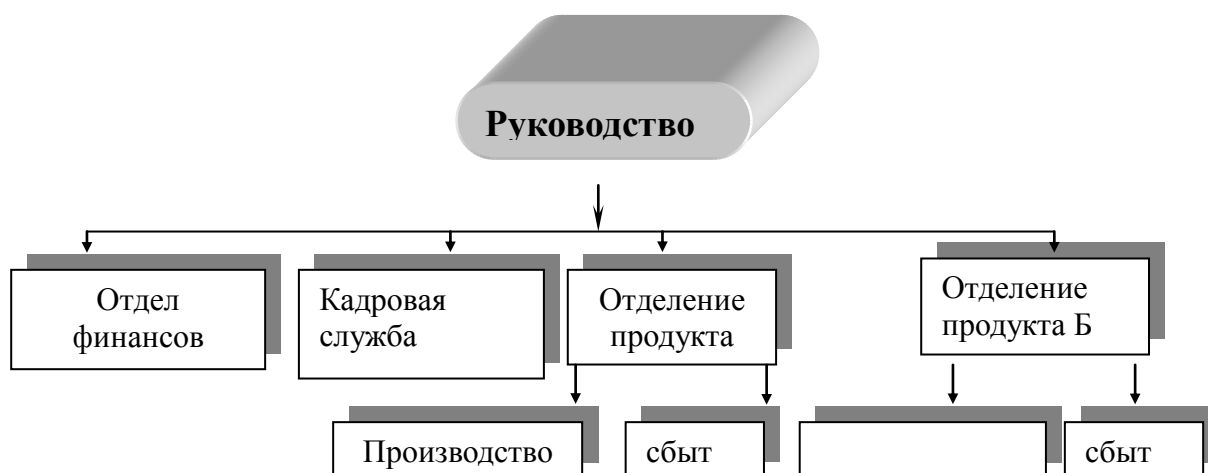 Руководство
Отдел
финансов
Кадровая
служба
Отделение
продукта
Отделение
продукта Б
Производство
сбыт
сбыт